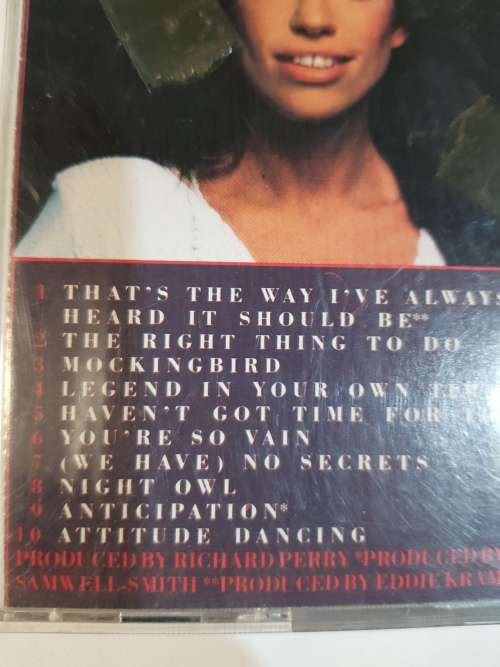 1 THAT'S THE WAY I'VE ALWAY
HEARD IT SHOULD BE**
2 THE RIGHT THING TO DO
3 MOCKINGBIRD
4 LEGEND IN YOUR OWN
5 HAVEN'T GOT TIME FOR
6 YOU'RE SO VAIN
7 (WE HAVE) NO SECRETS
8 NIGHT OWL
9 ANTICIPATION*
10 ATTITUDE DANCING
PRODUCED BY RICHARD PERRY *PRODUCED BY
SAMWELL-SMITH **PRODUCED BY EDDIE KRAM